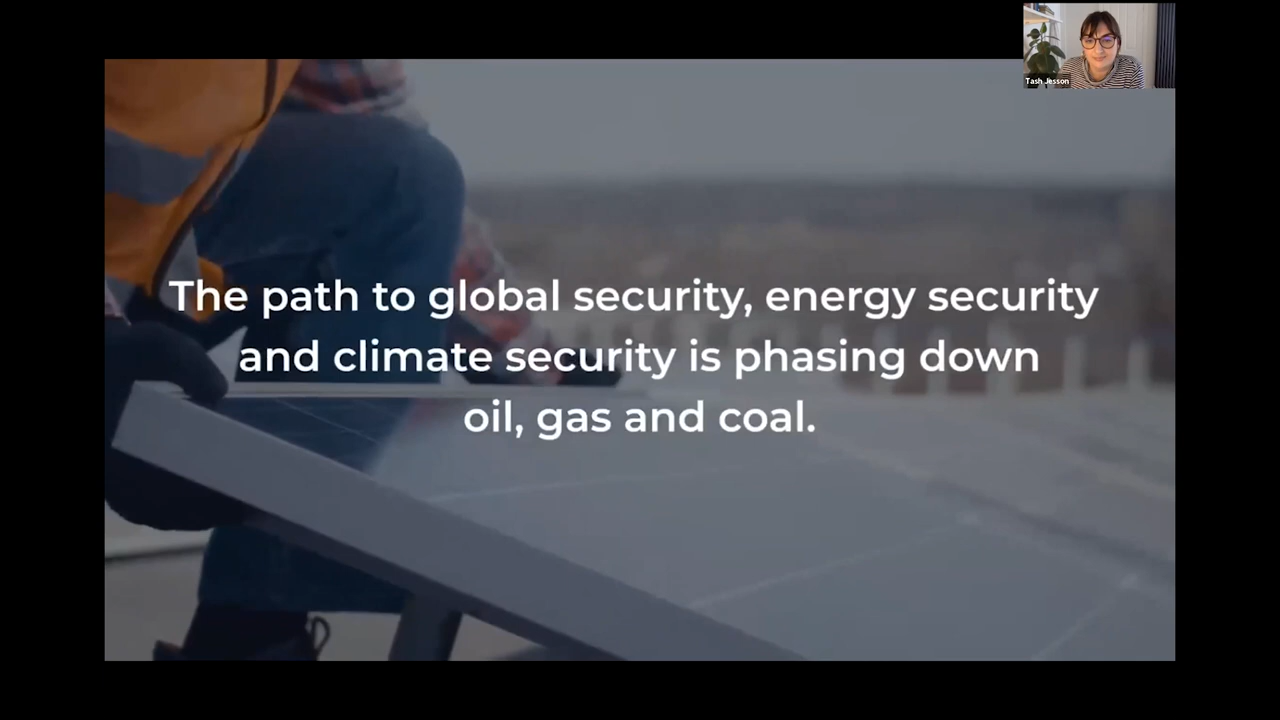 Tash Jesson
The path to global security, energy security
and climate security is phasing down
oil, gas and coal.